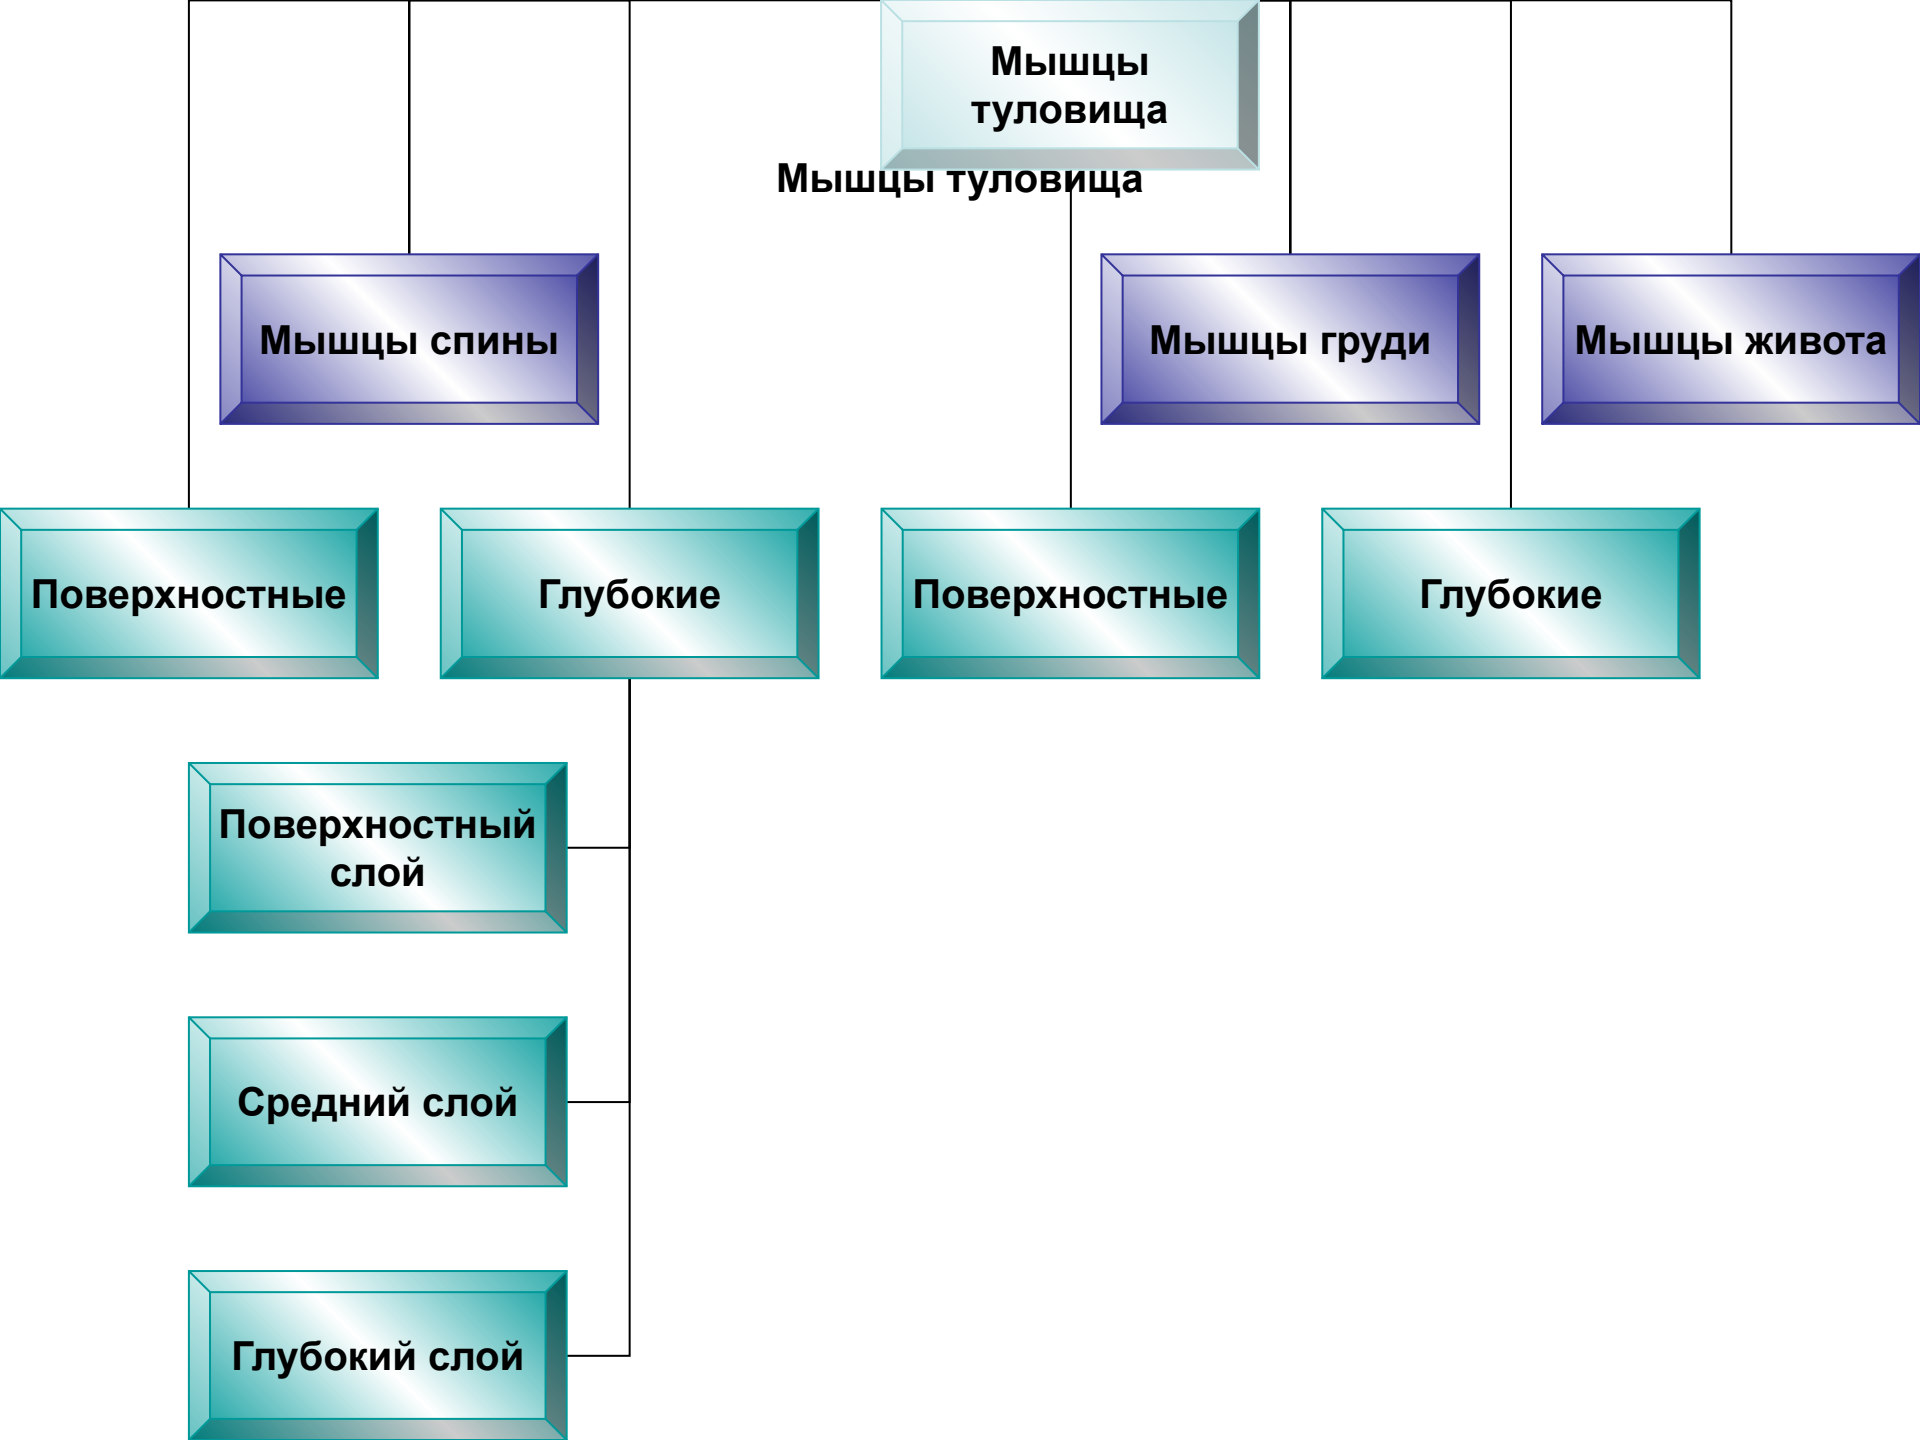 Мышцы
туловища
Мышцы туловища
Мышцы спины
Мышцы груди
Мышцы живота
Поверхностные
Глубокие
Поверхностные
Глубокие
Поверхностный
слой
Средний слой
Глубокий слой